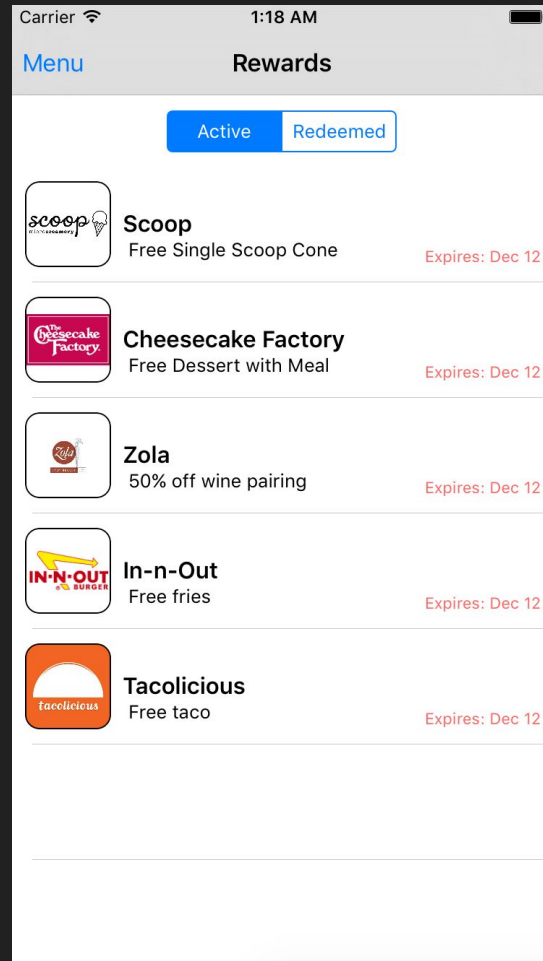 Carrier 1:18 AM
Menu Rewards
Active Redeemed
scoop
microcreamery
Scoop
Free Single Scoop Cone
Expires: Dec 12
The
Cheesecake
Factory.
Cheesecake Factory
Free Dessert with Meal
Expires: Dec 12
Zola
Zola
50% off wine pairing
Expires: Dec 12
IN-N-OUT
BURGER
In-n-Out
Free fries
Expires: Dec 12
tacolicious
Tacolicious
Free taco
Expires: Dec 12